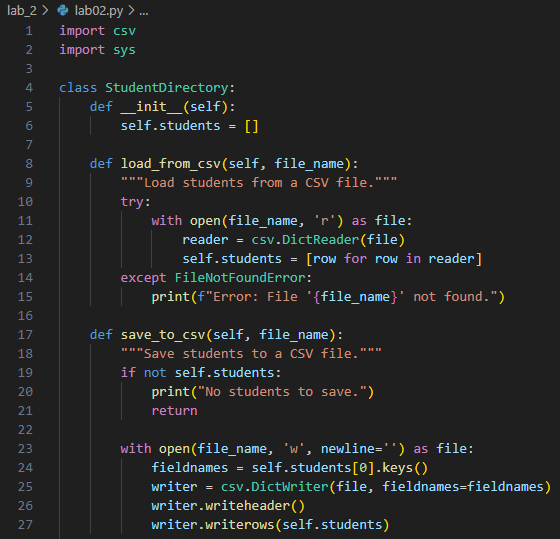 lab_2 > lab02.py > ...
1 import csv
2 import sys
3
4 class StudentDirectory:
5     def __init__(self):
6         self.students = []
7
8     def load_from_csv(self, file_name):
9         """Load students from a CSV file."""
10         try:
11             with open(file_name, 'r') as file:
12                 reader = csv.DictReader(file)
13                 self.students = [row for row in reader]
14         except FileNotFoundError:
15             print(f"Error: File '{file_name}' not found.")
16
17     def save_to_csv(self, file_name):
18         """Save students to a CSV file."""
19         if not self.students:
20             print("No students to save.")
21             return
22
23         with open(file_name, 'w', newline='') as file:
24             fieldnames = self.students[0].keys()
25             writer = csv.DictWriter(file, fieldnames=fieldnames)
26             writer.writeheader()
27             writer.writerows(self.students)